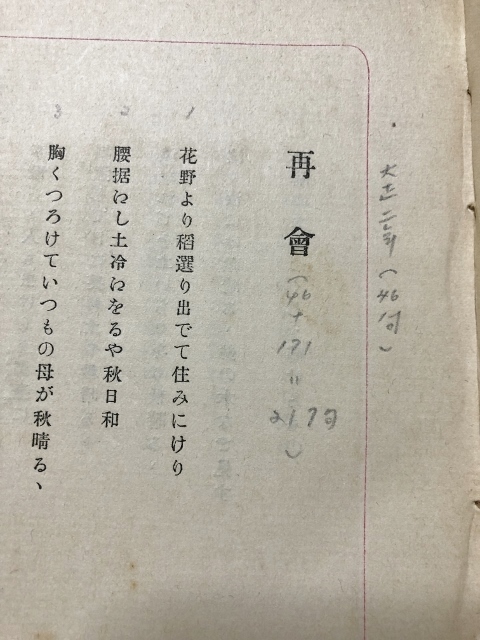 大正二年(46句)
再會
(46+171=217句)
1
花野より稻選り出でて住みにけり
2
腰据ゑし土冷ゑをるや秋日和
3
胸くつろけていつもの母が秋晴るゝ